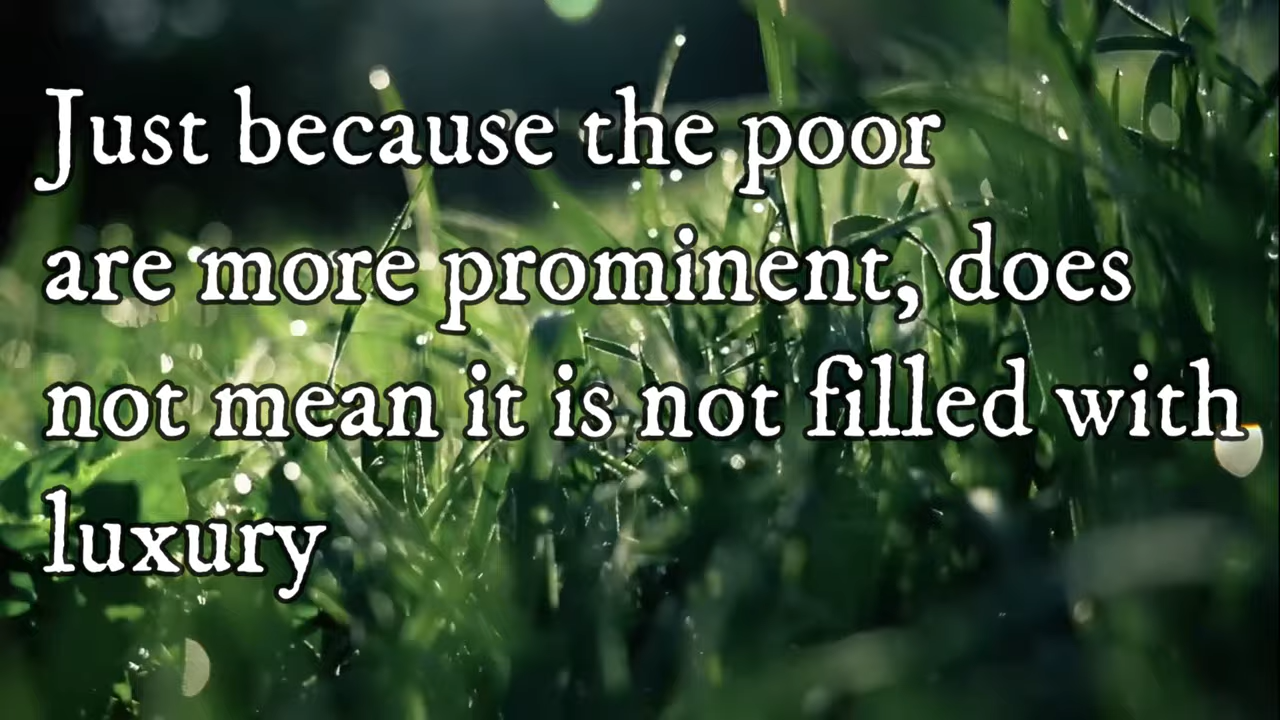 Just because the poor
are more prominent, does
not mean it is not filled with
luxury